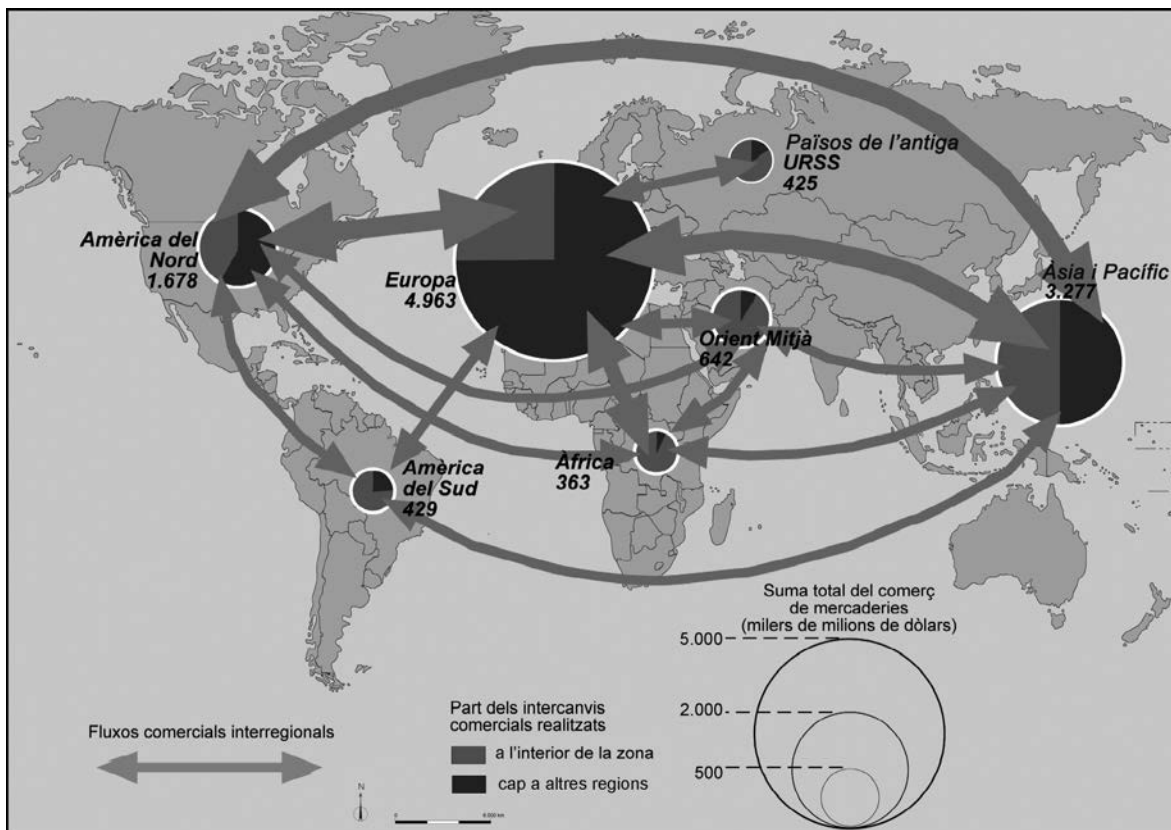 Països de l'antiga
URSS
425
Amèrica del
Nord
1.678
Europa
4.963
Àsia i Pacífic
3.277
Orient Mitjà
642
Amèrica
del Sud
429
Àfrica
363
Suma total del comerç
de mercaderies
(milers de milions de dòlars)
5.000
2.000
500
Part dels intercanvis
comercials realitzats
a l'interior de la zona
cap a altres regions
Fluxos comercials interregionals
N
0